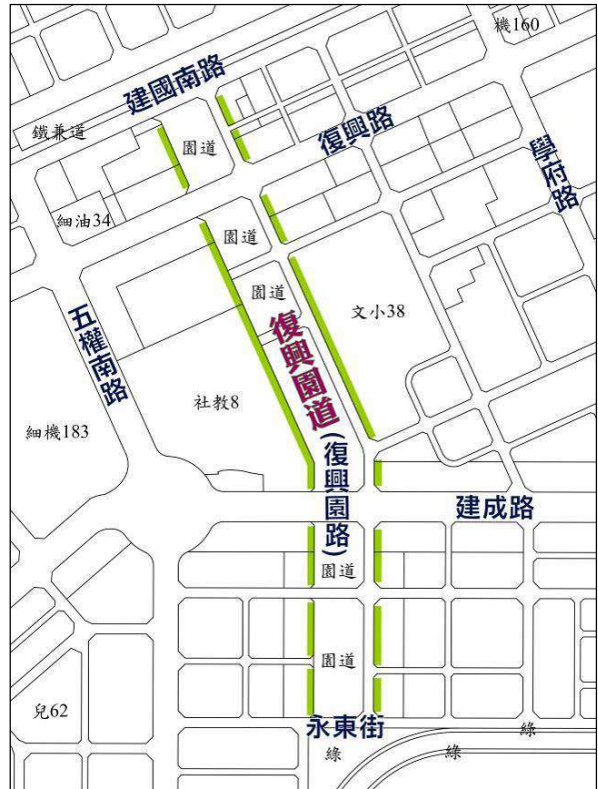 機160
建國南路
鐵兼道
園道
復興路
學府路
細油34
園道
園道
文小38
五權南路
復興園道
(復興園路)
社教8
細機183
建成路
園道
園道
兒62
永東街
綠
綠
綠